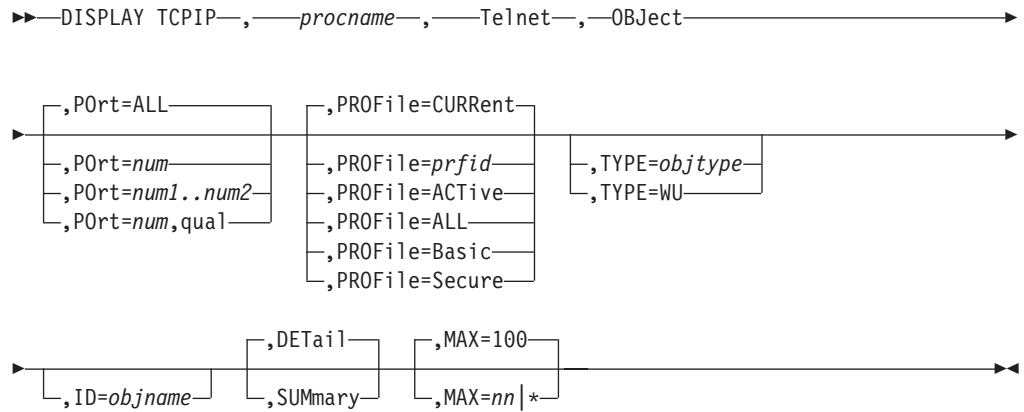 DISPLAY TCPIP , procname , Telnet , OBJect
,POrt=ALL ,PROFile=CURRent
,POrt=num ,PROFile=prfid ,TYPE=objtype
,POrt=num1..num2 ,PROFile=ACTive ,TYPE=WU
,POrt=num,qual ,PROFile=ALL
,PROFile=Basic
,PROFile=Secure
,DETail ,MAX=100
,ID=objname ,SUMmary ,MAX=nn|*